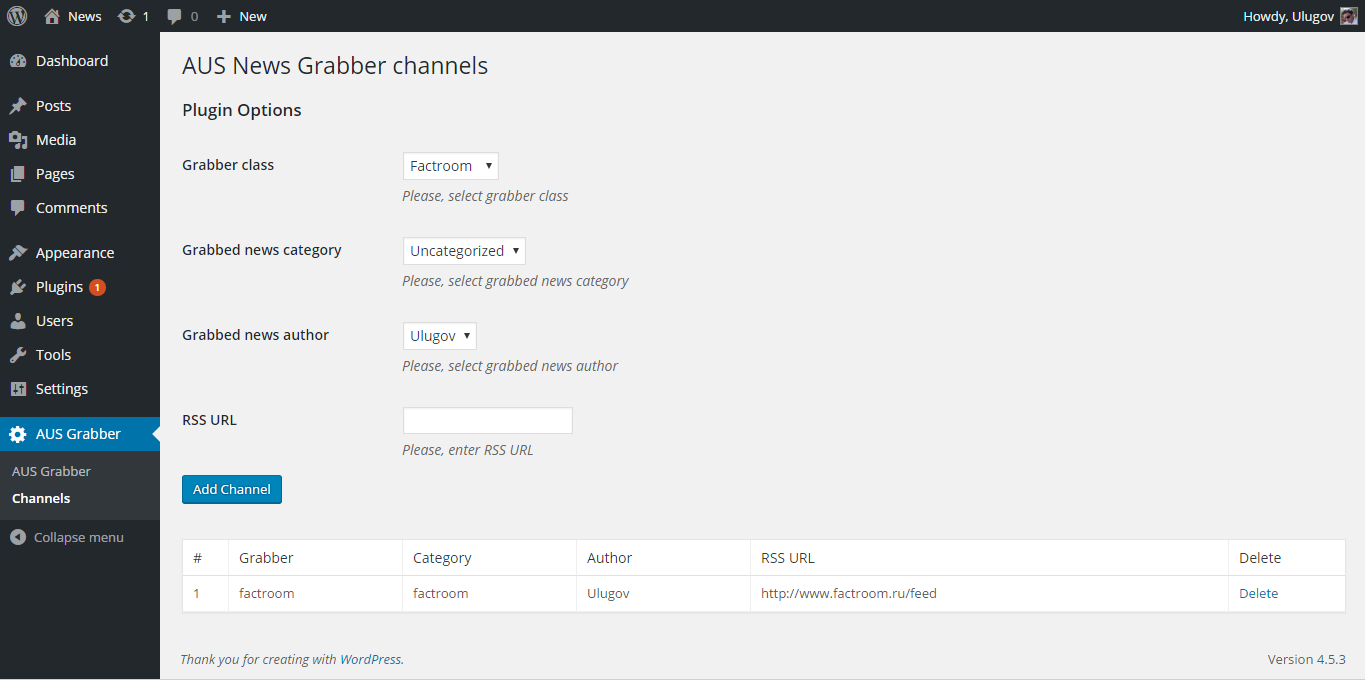 News 1 0 New Howdy, Ulugov
Dashboard
Posts
Media
Pages
Comments
Appearance
Plugins 1
Users
Tools
Settings
AUS Grabber
AUS Grabber
Channels
Collapse menu
AUS News Grabber channels
Plugin Options
Grabber class Factroom
Please, select grabber class
Grabbed news category Uncategorized
Please, select grabbed news category
Grabbed news author Ulugov
Please, select grabbed news author
RSS URL
Please, enter RSS URL
Add Channel
# Grabber Category Author RSS URL Delete
1 factroom factroom Ulugov http://www.factroom.ru/feed Delete
Thank you for creating with WordPress. Version 4.5.3